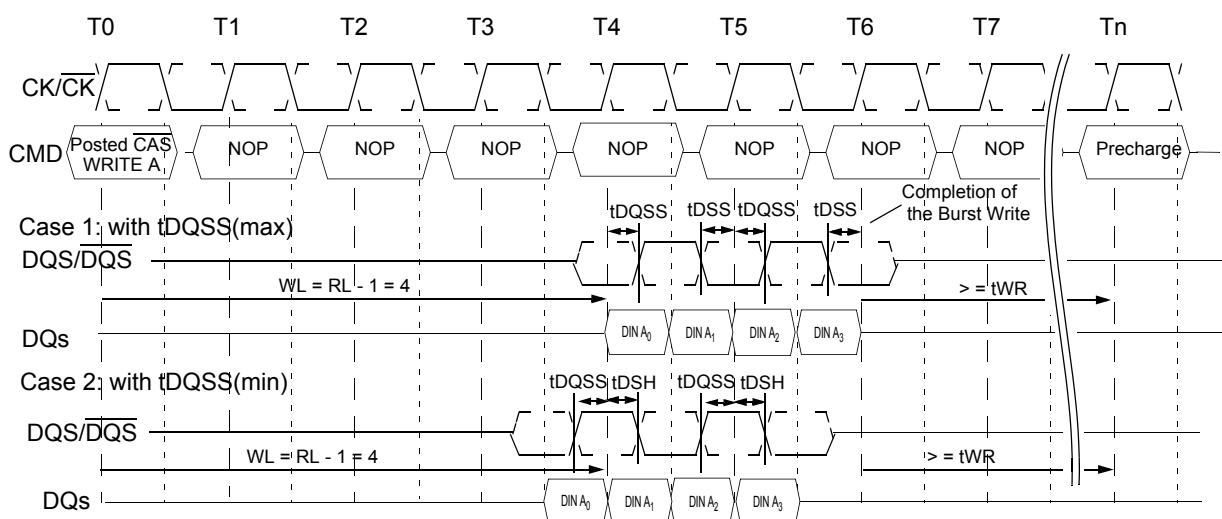 T0 T1 T2 T3 T4 T5 T6 T7 Tn
CK/CK
CMD Posted CAS WRITE A NOP NOP NOP NOP NOP NOP NOP Precharge
Completion of
the Burst Write
Case 1: with tDQSS(max)
tDQSS tDSS tDQSS tDSS
DQS/DQS
WL = RL - 1 = 4
> = tWR
DQs
DIN A0 DIN A1 DIN A2 DIN A3
Case 2: with tDQSS(min)
tDQSS tDSH tDQSS tDSH
DQS/DQS
WL = RL - 1 = 4
> = tWR
DQs
DIN A0 DIN A1 DIN A2 DIN A3